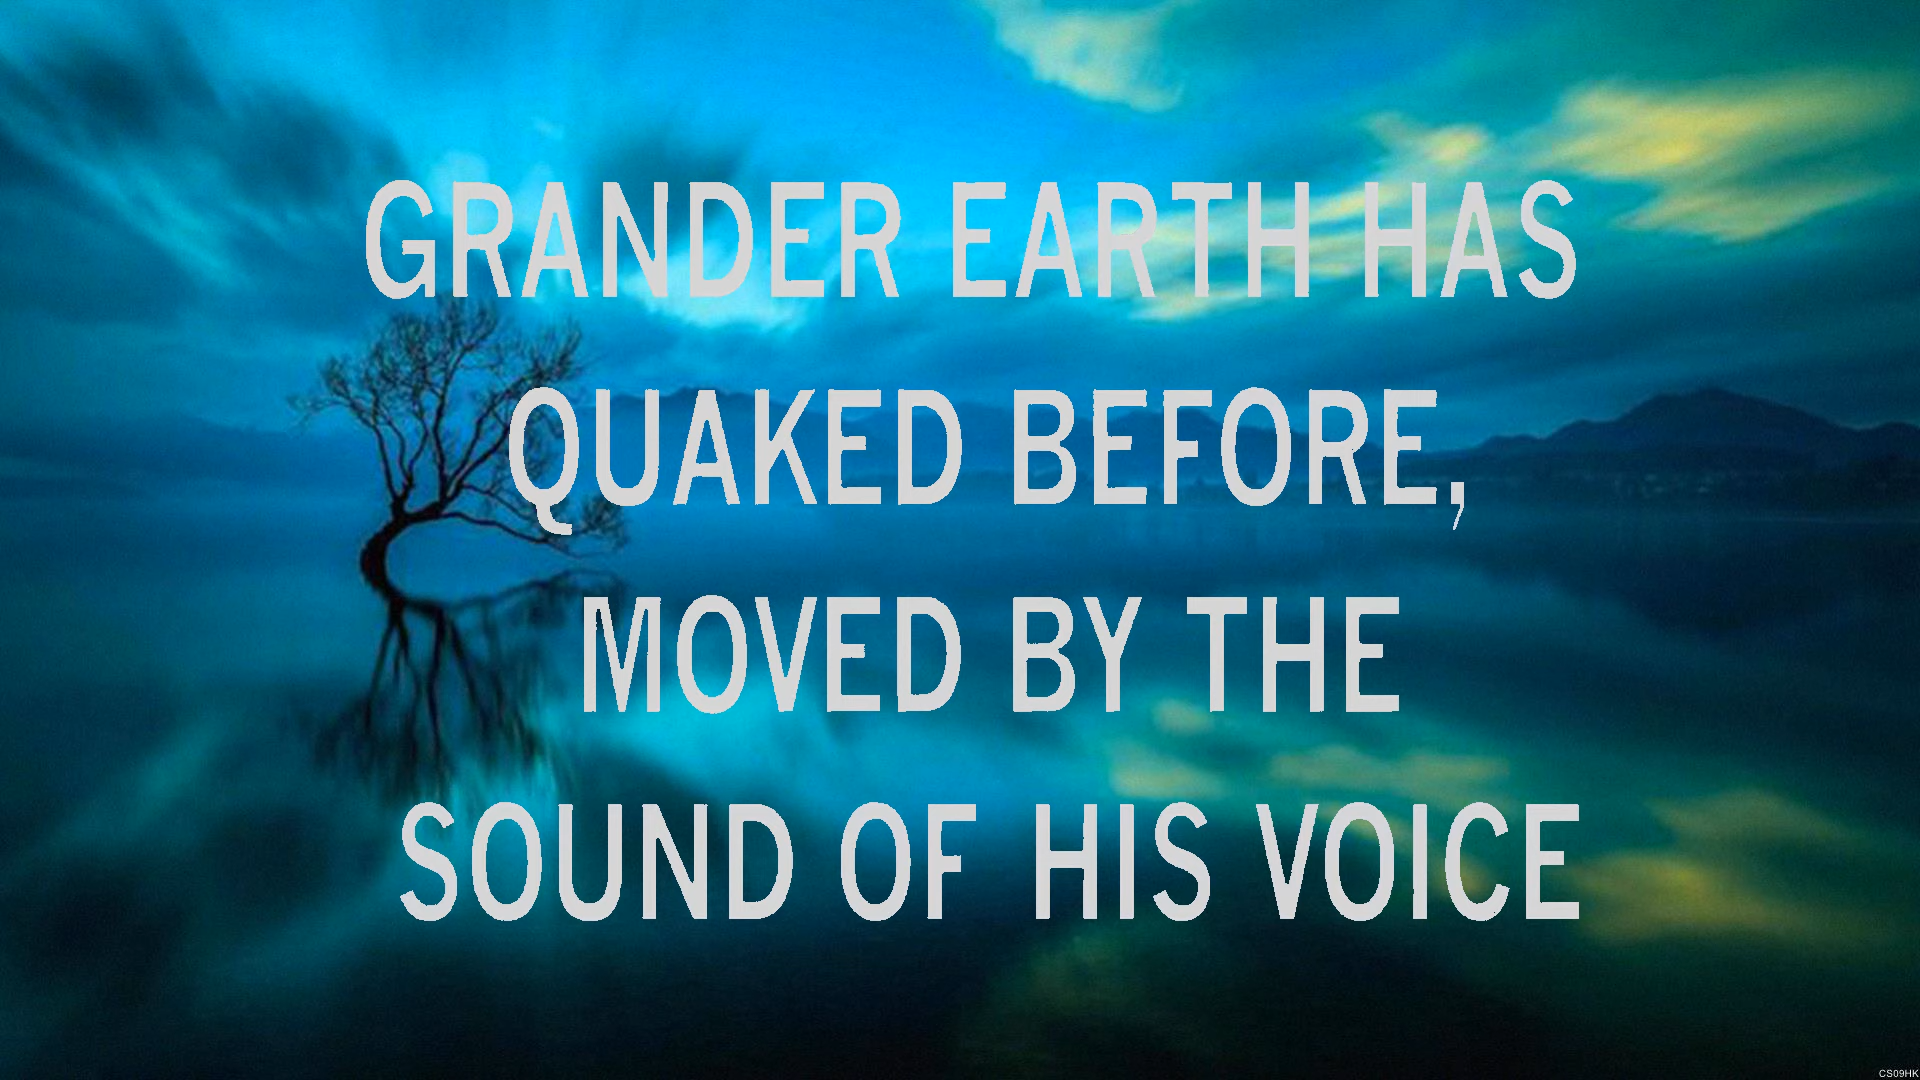 GRANDER EARTH HAS
QUAKED BEFORE,
MOVED BY THE
SOUND OF HIS VOICE
CS09HK